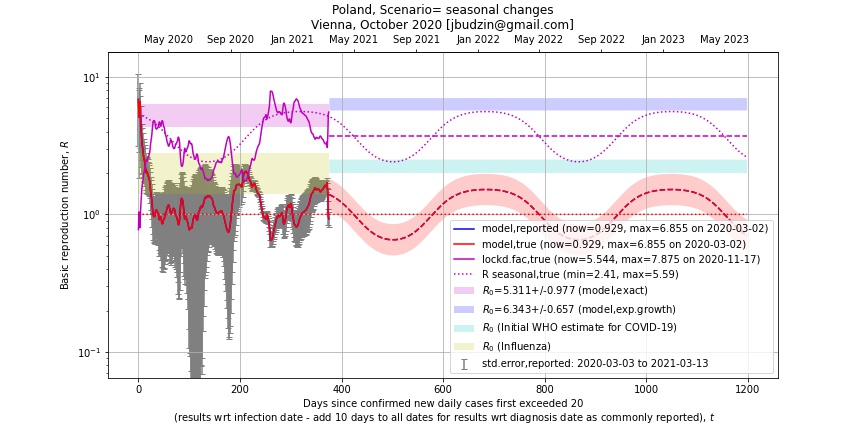 Poland, Scenario= seasonal changes
Vienna, October 2020 [jbudzin@gmail.com]
May 2020 Sep 2020 Jan 2021 May 2021 Sep 2021 Jan 2022 May 2022 Sep 2022 Jan 2023 May 2023
Basic reproduction number, R
10¹
10⁰
10⁻¹
model,reported (now=0.929, max=6.855 on 2020-03-02)
model,true (now=0.929, max=6.855 on 2020-03-02)
lockd.fac,true (now=5.544, max=7.875 on 2020-11-17)
R seasonal,true (min=2.41, max=5.59)
R₀=5.311+/-0.977 (model,exact)
R₀=6.343+/-0.657 (model,exp.growth)
R₀ (Initial WHO estimate for COVID-19)
R₀ (Influenza)
std.error,reported: 2020-03-03 to 2021-03-13
0 200 400 600 800 1000 1200
Days since confirmed new daily cases first exceeded 20
(results wrt infection date - add 10 days to all dates for results wrt diagnosis date as commonly reported), t